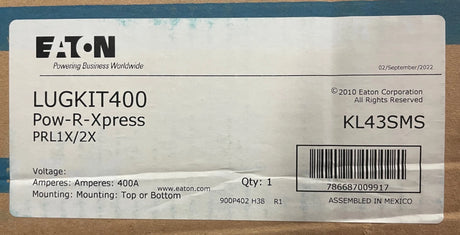 EATON
Powering Business Worldwide
02/September/2022
LUGKIT400
Pow-R-Xpress
PRL1X/2X
© 2010 Eaton Corporation
All Rights Reserved
KL43SMS
Voltage:
Amperes: Amperes: 400A
Mounting: Mounting: Top or Bottom
www.eaton.com
Qty: 1
900P402 H38 R1
786687009917
ASSEMBLED IN MEXICO